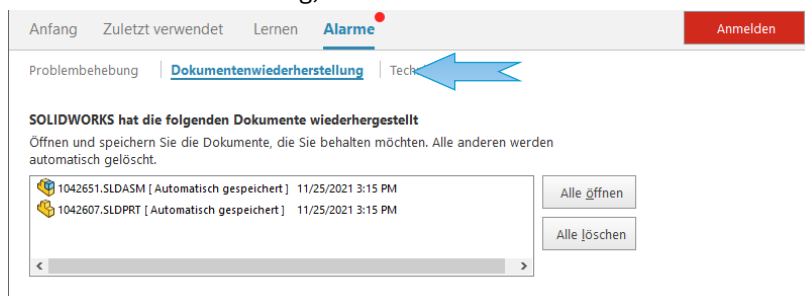 Anfang Zuletzt verwendet Lernen Alarme Anmelden
Problembehebung Dokumentenwiederherstellung
SOLIDWORKS hat die folgenden Dokumente wiederhergestellt
Öffnen und speichern Sie die Dokumente, die Sie behalten möchten. Alle anderen werden
automatisch gelöscht.
1042651.SLDASM [ Automatisch gespeichert ] 11/25/2021 3:15 PM
1042607.SLDPRT [ Automatisch gespeichert ] 11/25/2021 3:15 PM
Alle öffnen
Alle löschen